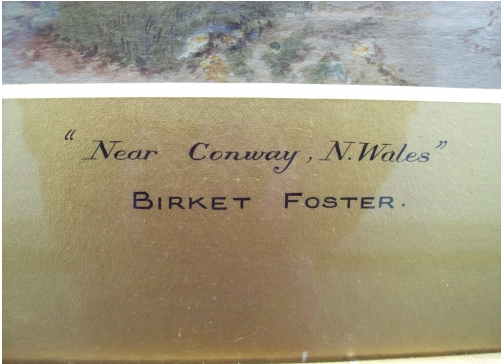 "Near Conway, N. Wales"
BIRKET FOSTER.